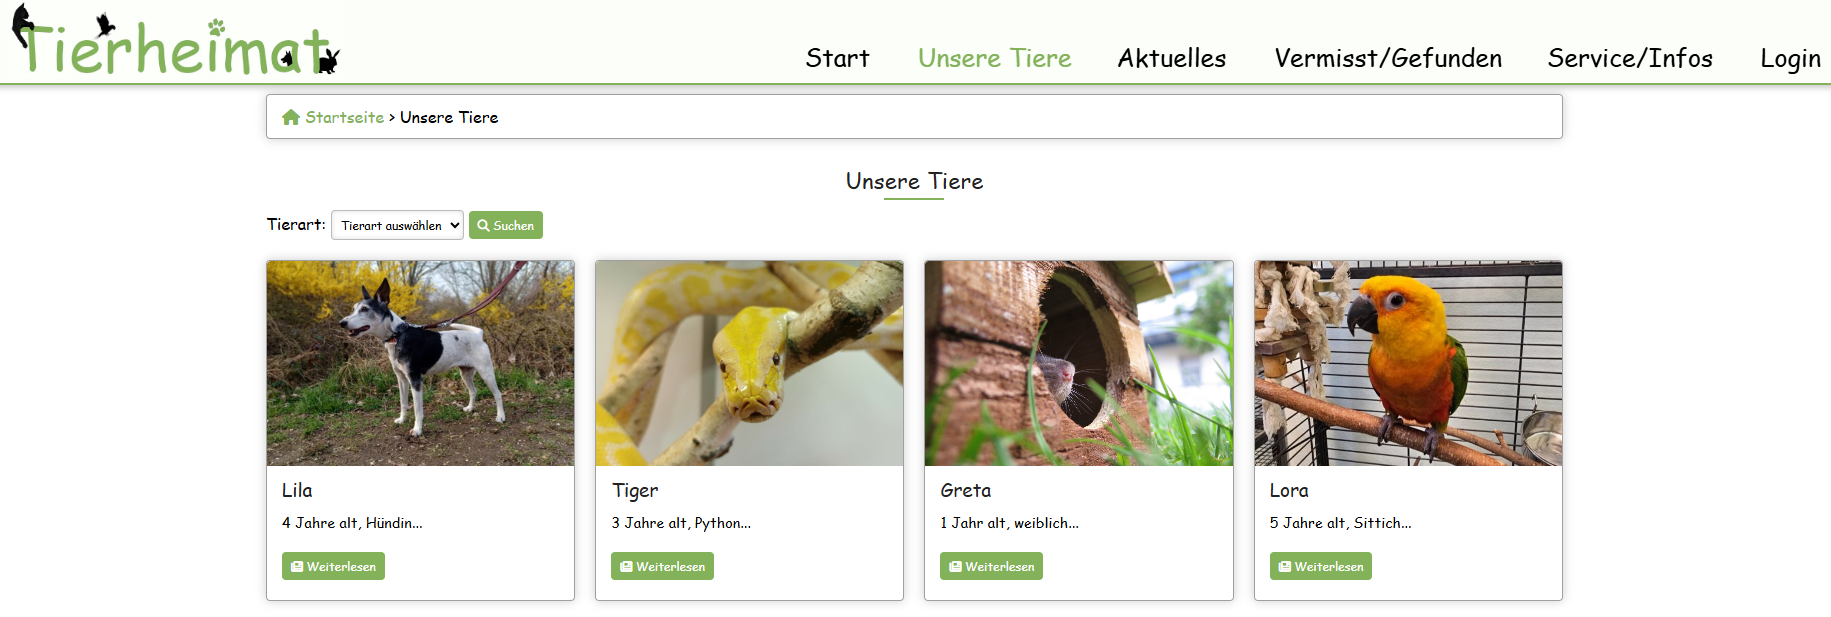 Tierheimat
Start Unsere Tiere Aktuelles Vermisst/Gefunden Service/Infos Login
Startseite > Unsere Tiere
Unsere Tiere
Tierart: Tierart auswählen Suchen
Lila
4 Jahre alt, Hündin...
Weiterlesen
Tiger
3 Jahre alt, Python...
Weiterlesen
Greta
1 Jahr alt, weiblich...
Weiterlesen
Lora
5 Jahre alt, Sittich...
Weiterlesen